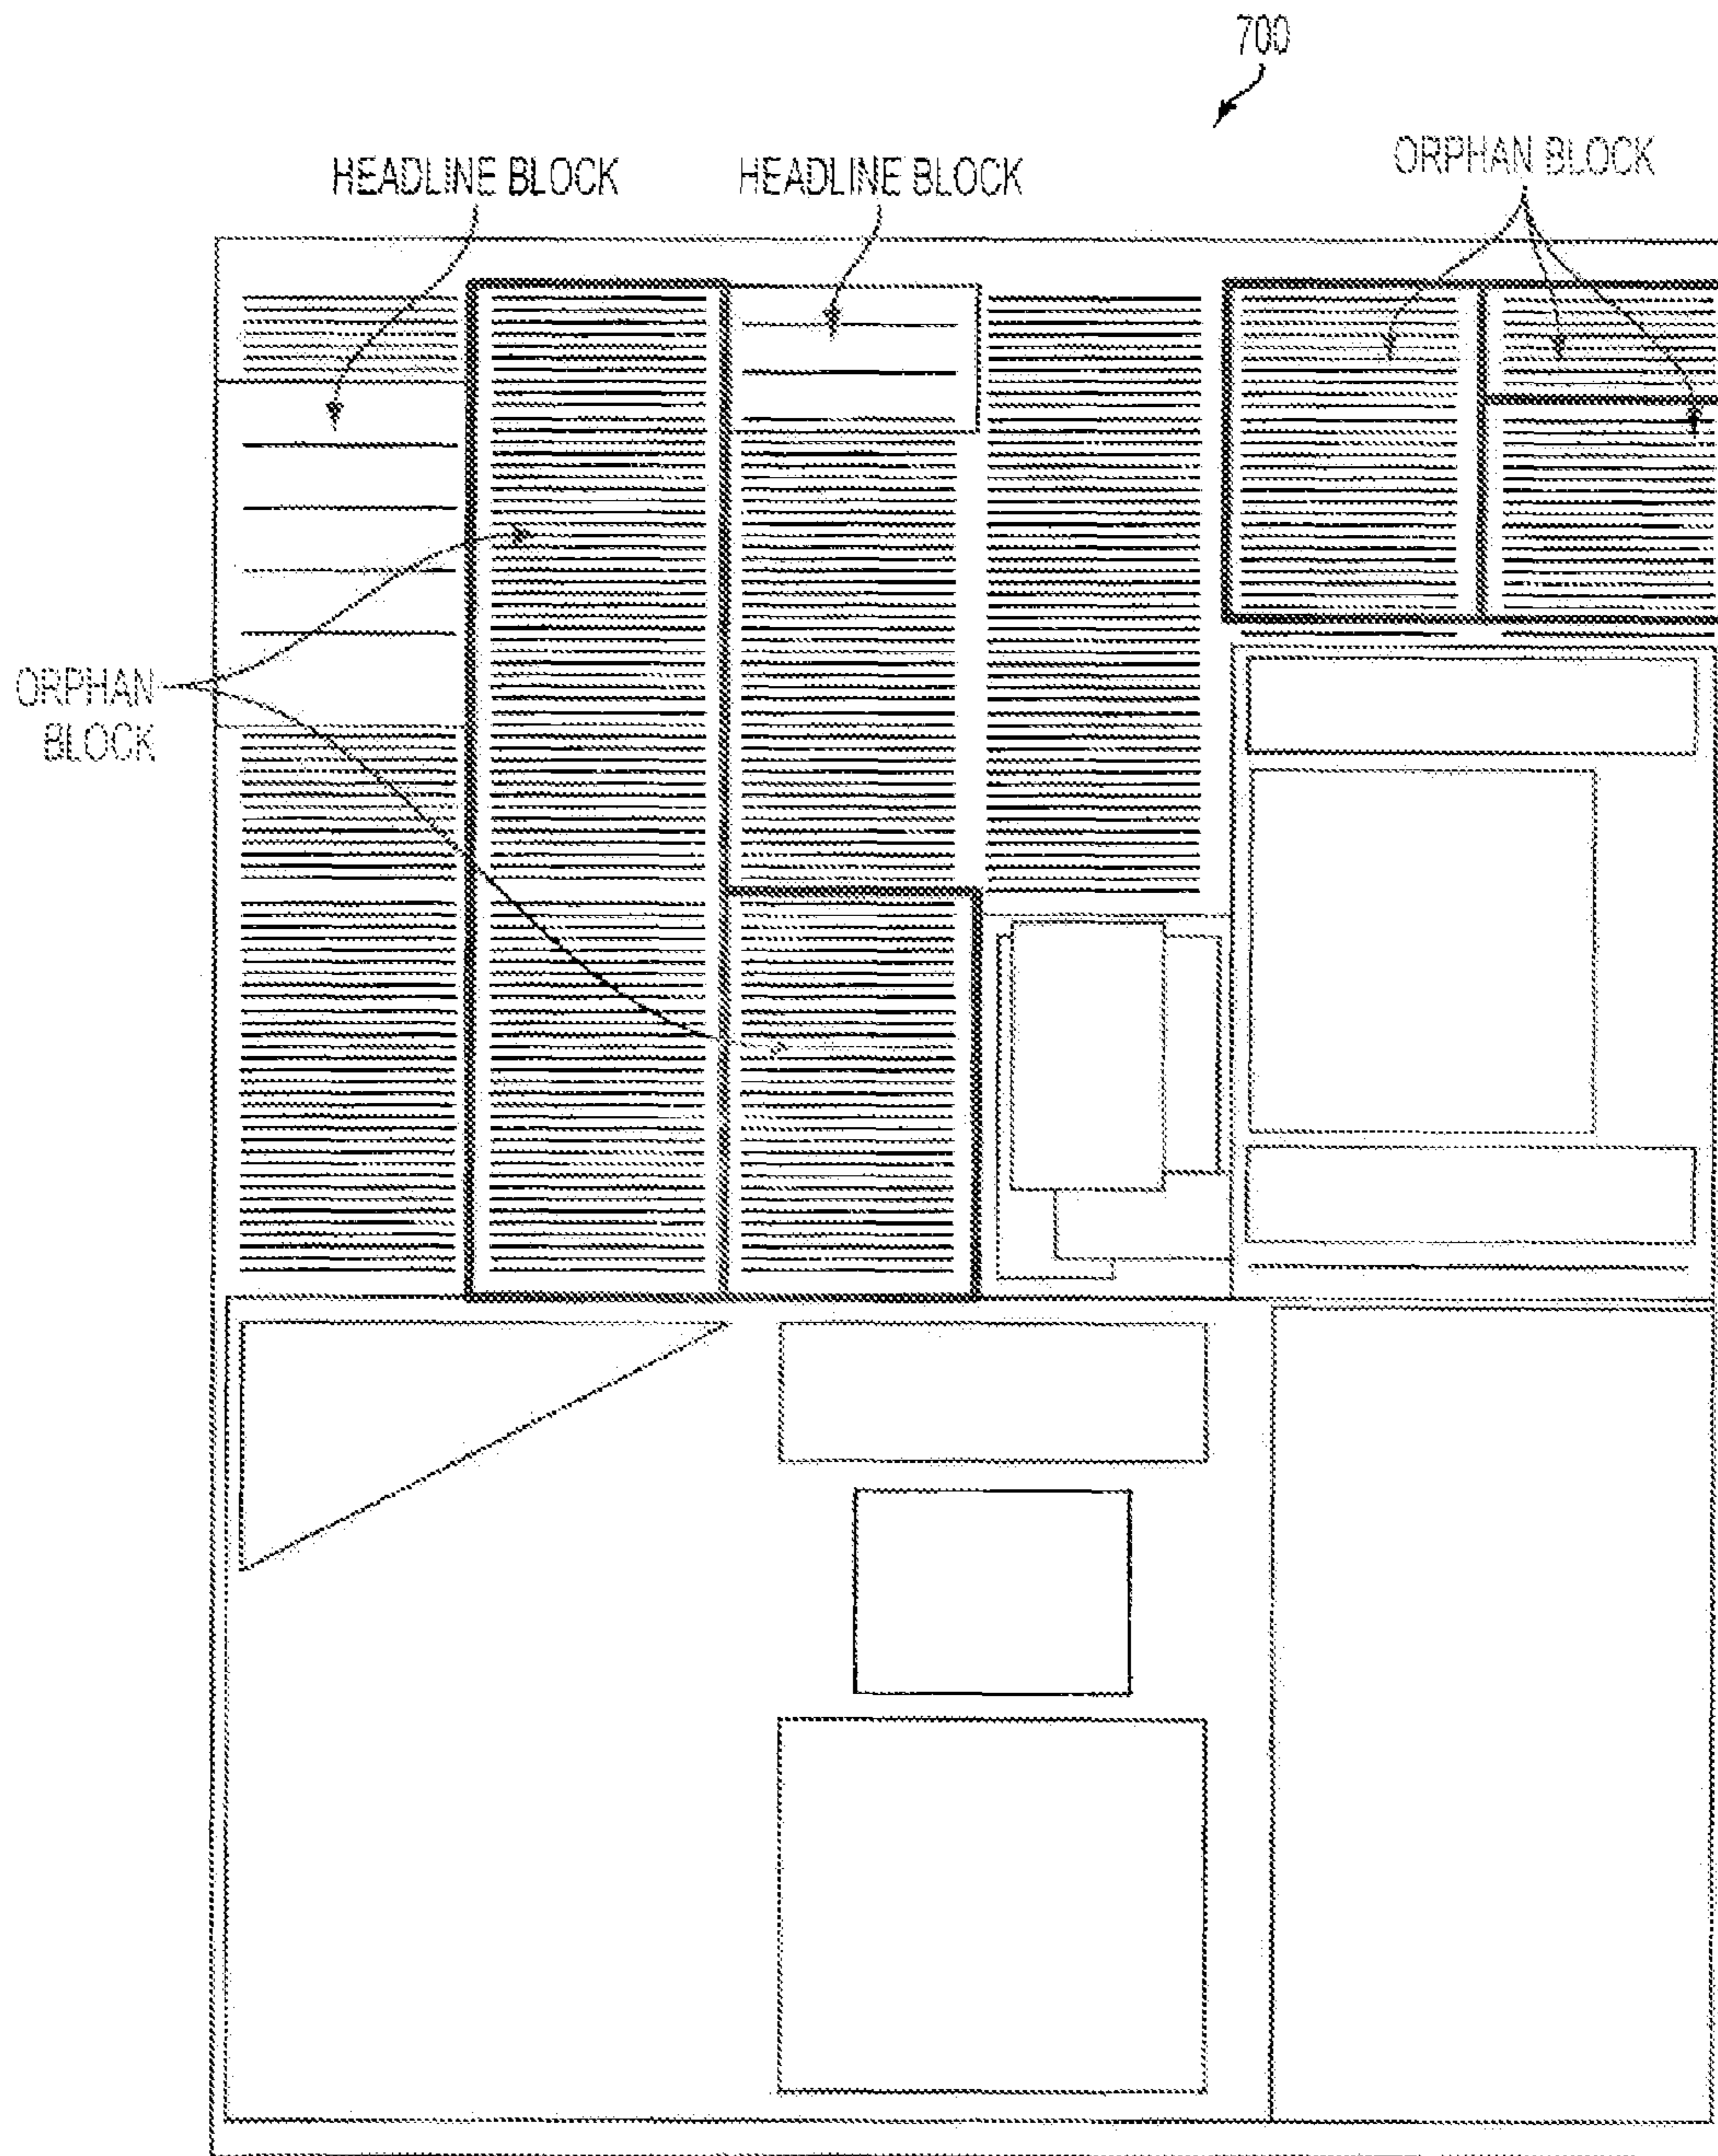 700
HEADLINE BLOCK
HEADLINE BLOCK
ORPHAN BLOCK
ORPHAN
BLOCK